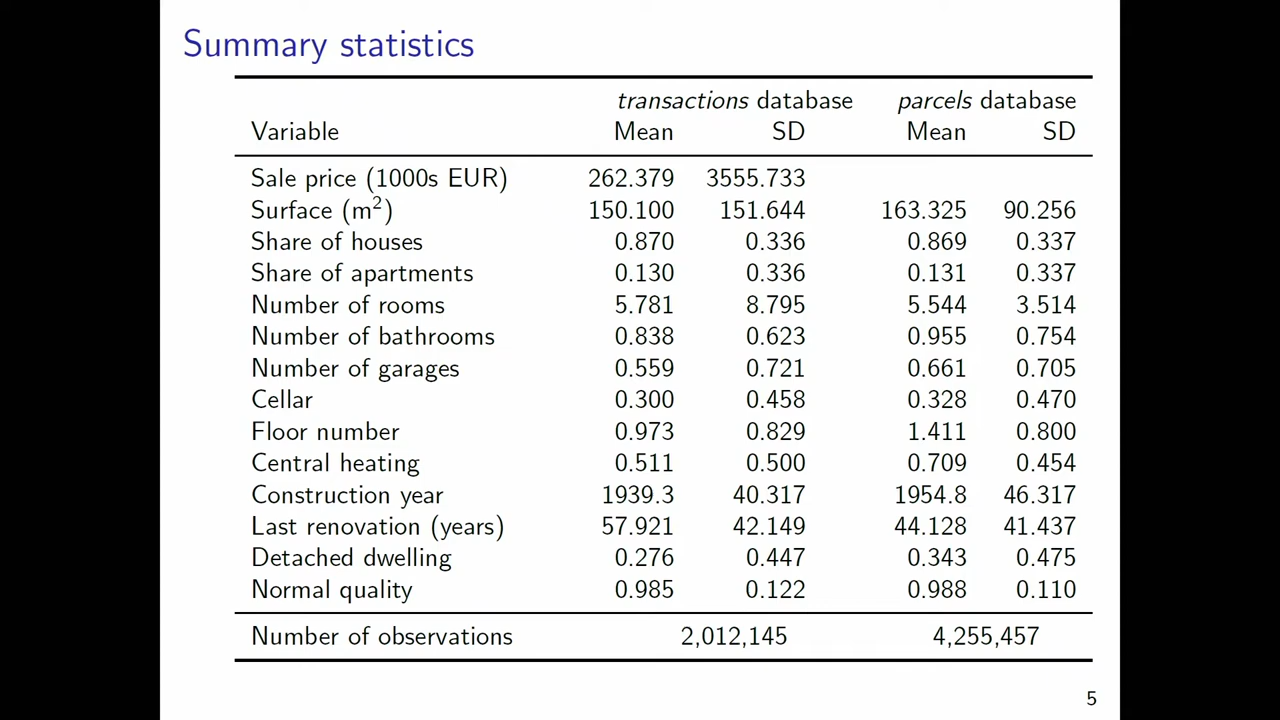 Summary statistics
transactions database parcels database
Variable Mean SD Mean SD
Sale price (1000s EUR) 262.379 3555.733
Surface (m²) 150.100 151.644 163.325 90.256
Share of houses 0.870 0.336 0.869 0.337
Share of apartments 0.130 0.336 0.131 0.337
Number of rooms 5.781 8.795 5.544 3.514
Number of bathrooms 0.838 0.623 0.955 0.754
Number of garages 0.559 0.721 0.661 0.705
Cellar 0.300 0.458 0.328 0.470
Floor number 0.973 0.829 1.411 0.800
Central heating 0.511 0.500 0.709 0.454
Construction year 1939.3 40.317 1954.8 46.317
Last renovation (years) 57.921 42.149 44.128 41.437
Detached dwelling 0.276 0.447 0.343 0.475
Normal quality 0.985 0.122 0.988 0.110
Number of observations 2,012,145 4,255,457
5